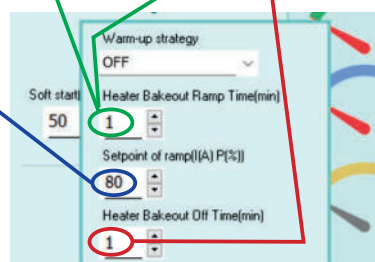 Warm-up strategy
OFF
Soft start
50
Heater Bakeout Ramp Time(min)
1
Setpoint of ramp(I(A) P(%))
80
Heater Bakeout Off Time(min)
1